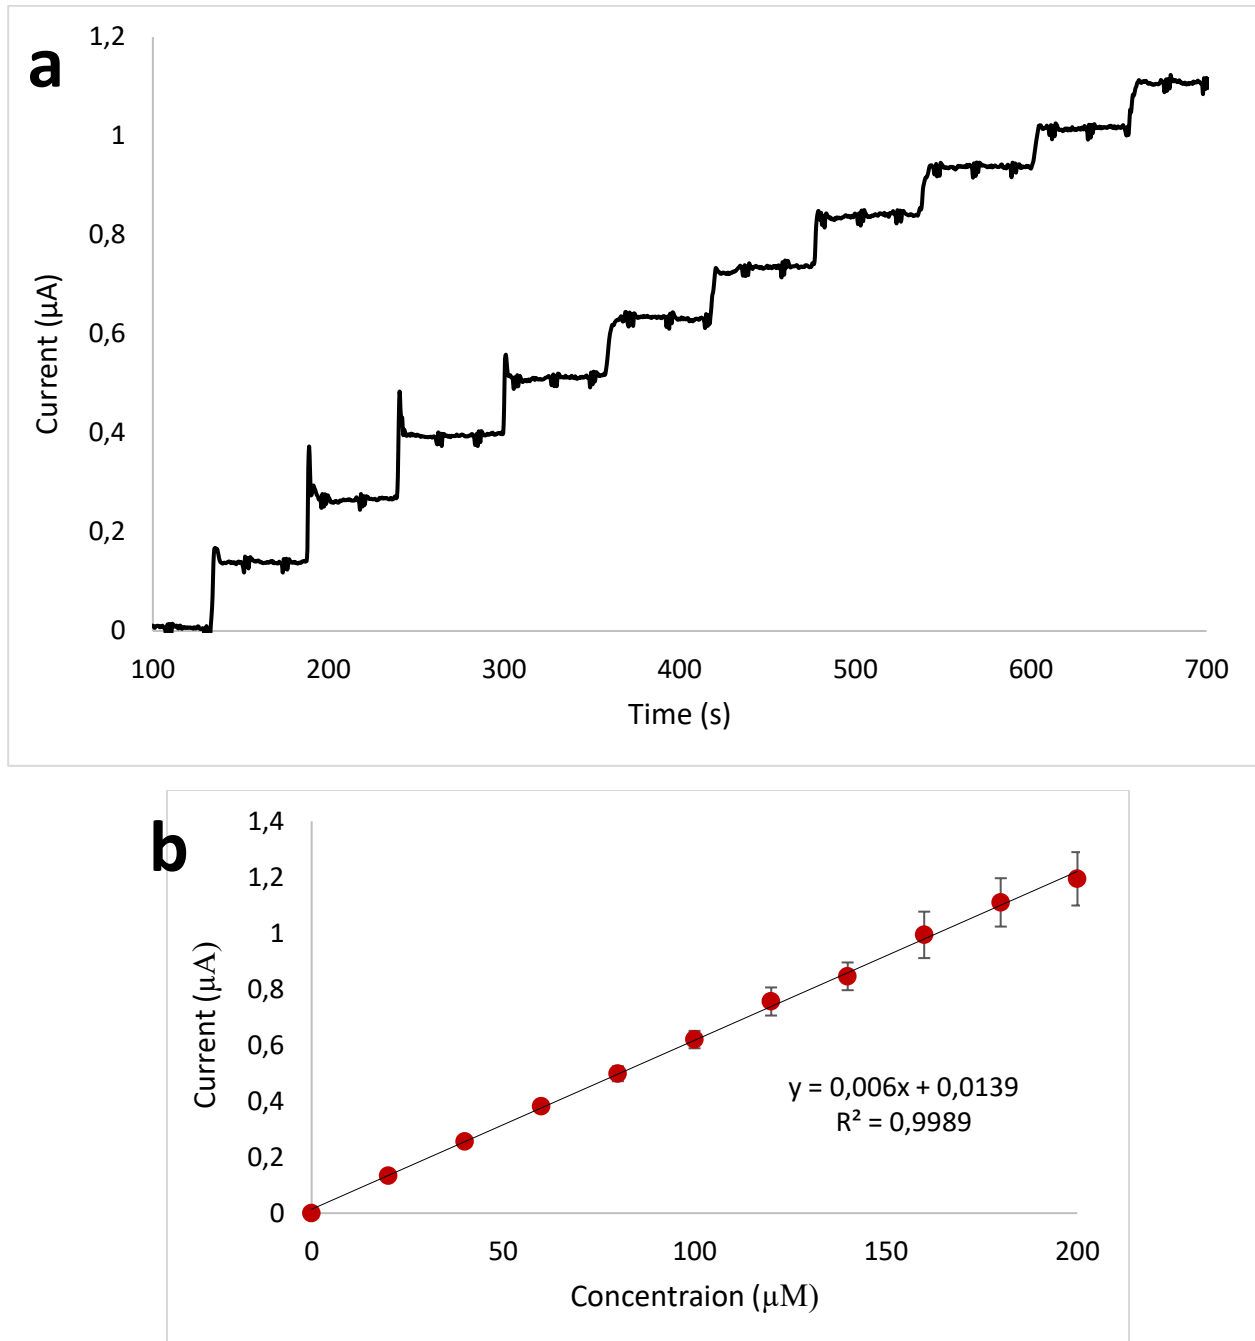 a
1,2
1
0,8
0,6
0,4
0,2
0
Current (µA)
100 200 300 400 500 600 700
Time (s)
b
1,4
1,2
1
0,8
0,6
0,4
0,2
0
Current (µA)
y = 0,006x + 0,0139
R² = 0,9989
0 50 100 150 200
Concentraion (µM)